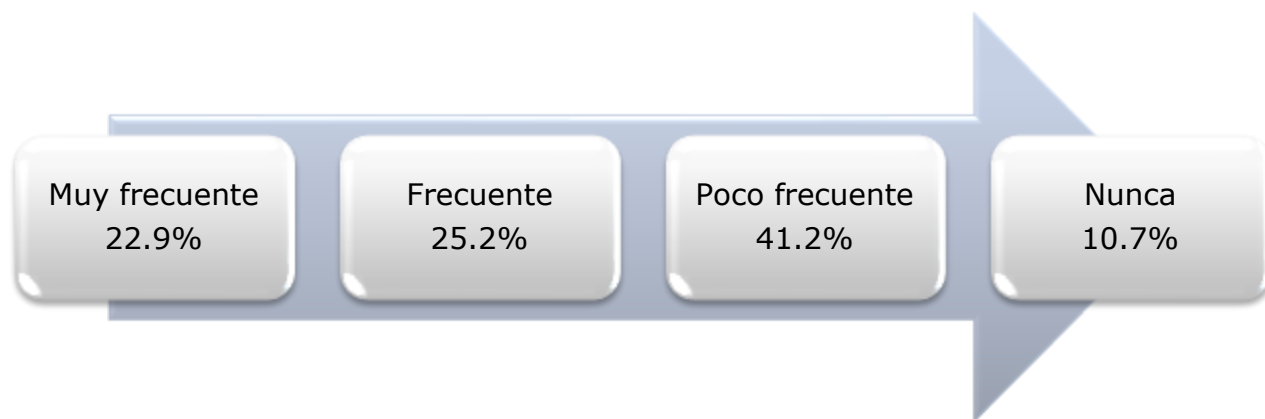 Muy frecuente
22.9%
Frecuente
25.2%
Poco frecuente
41.2%
Nunca
10.7%